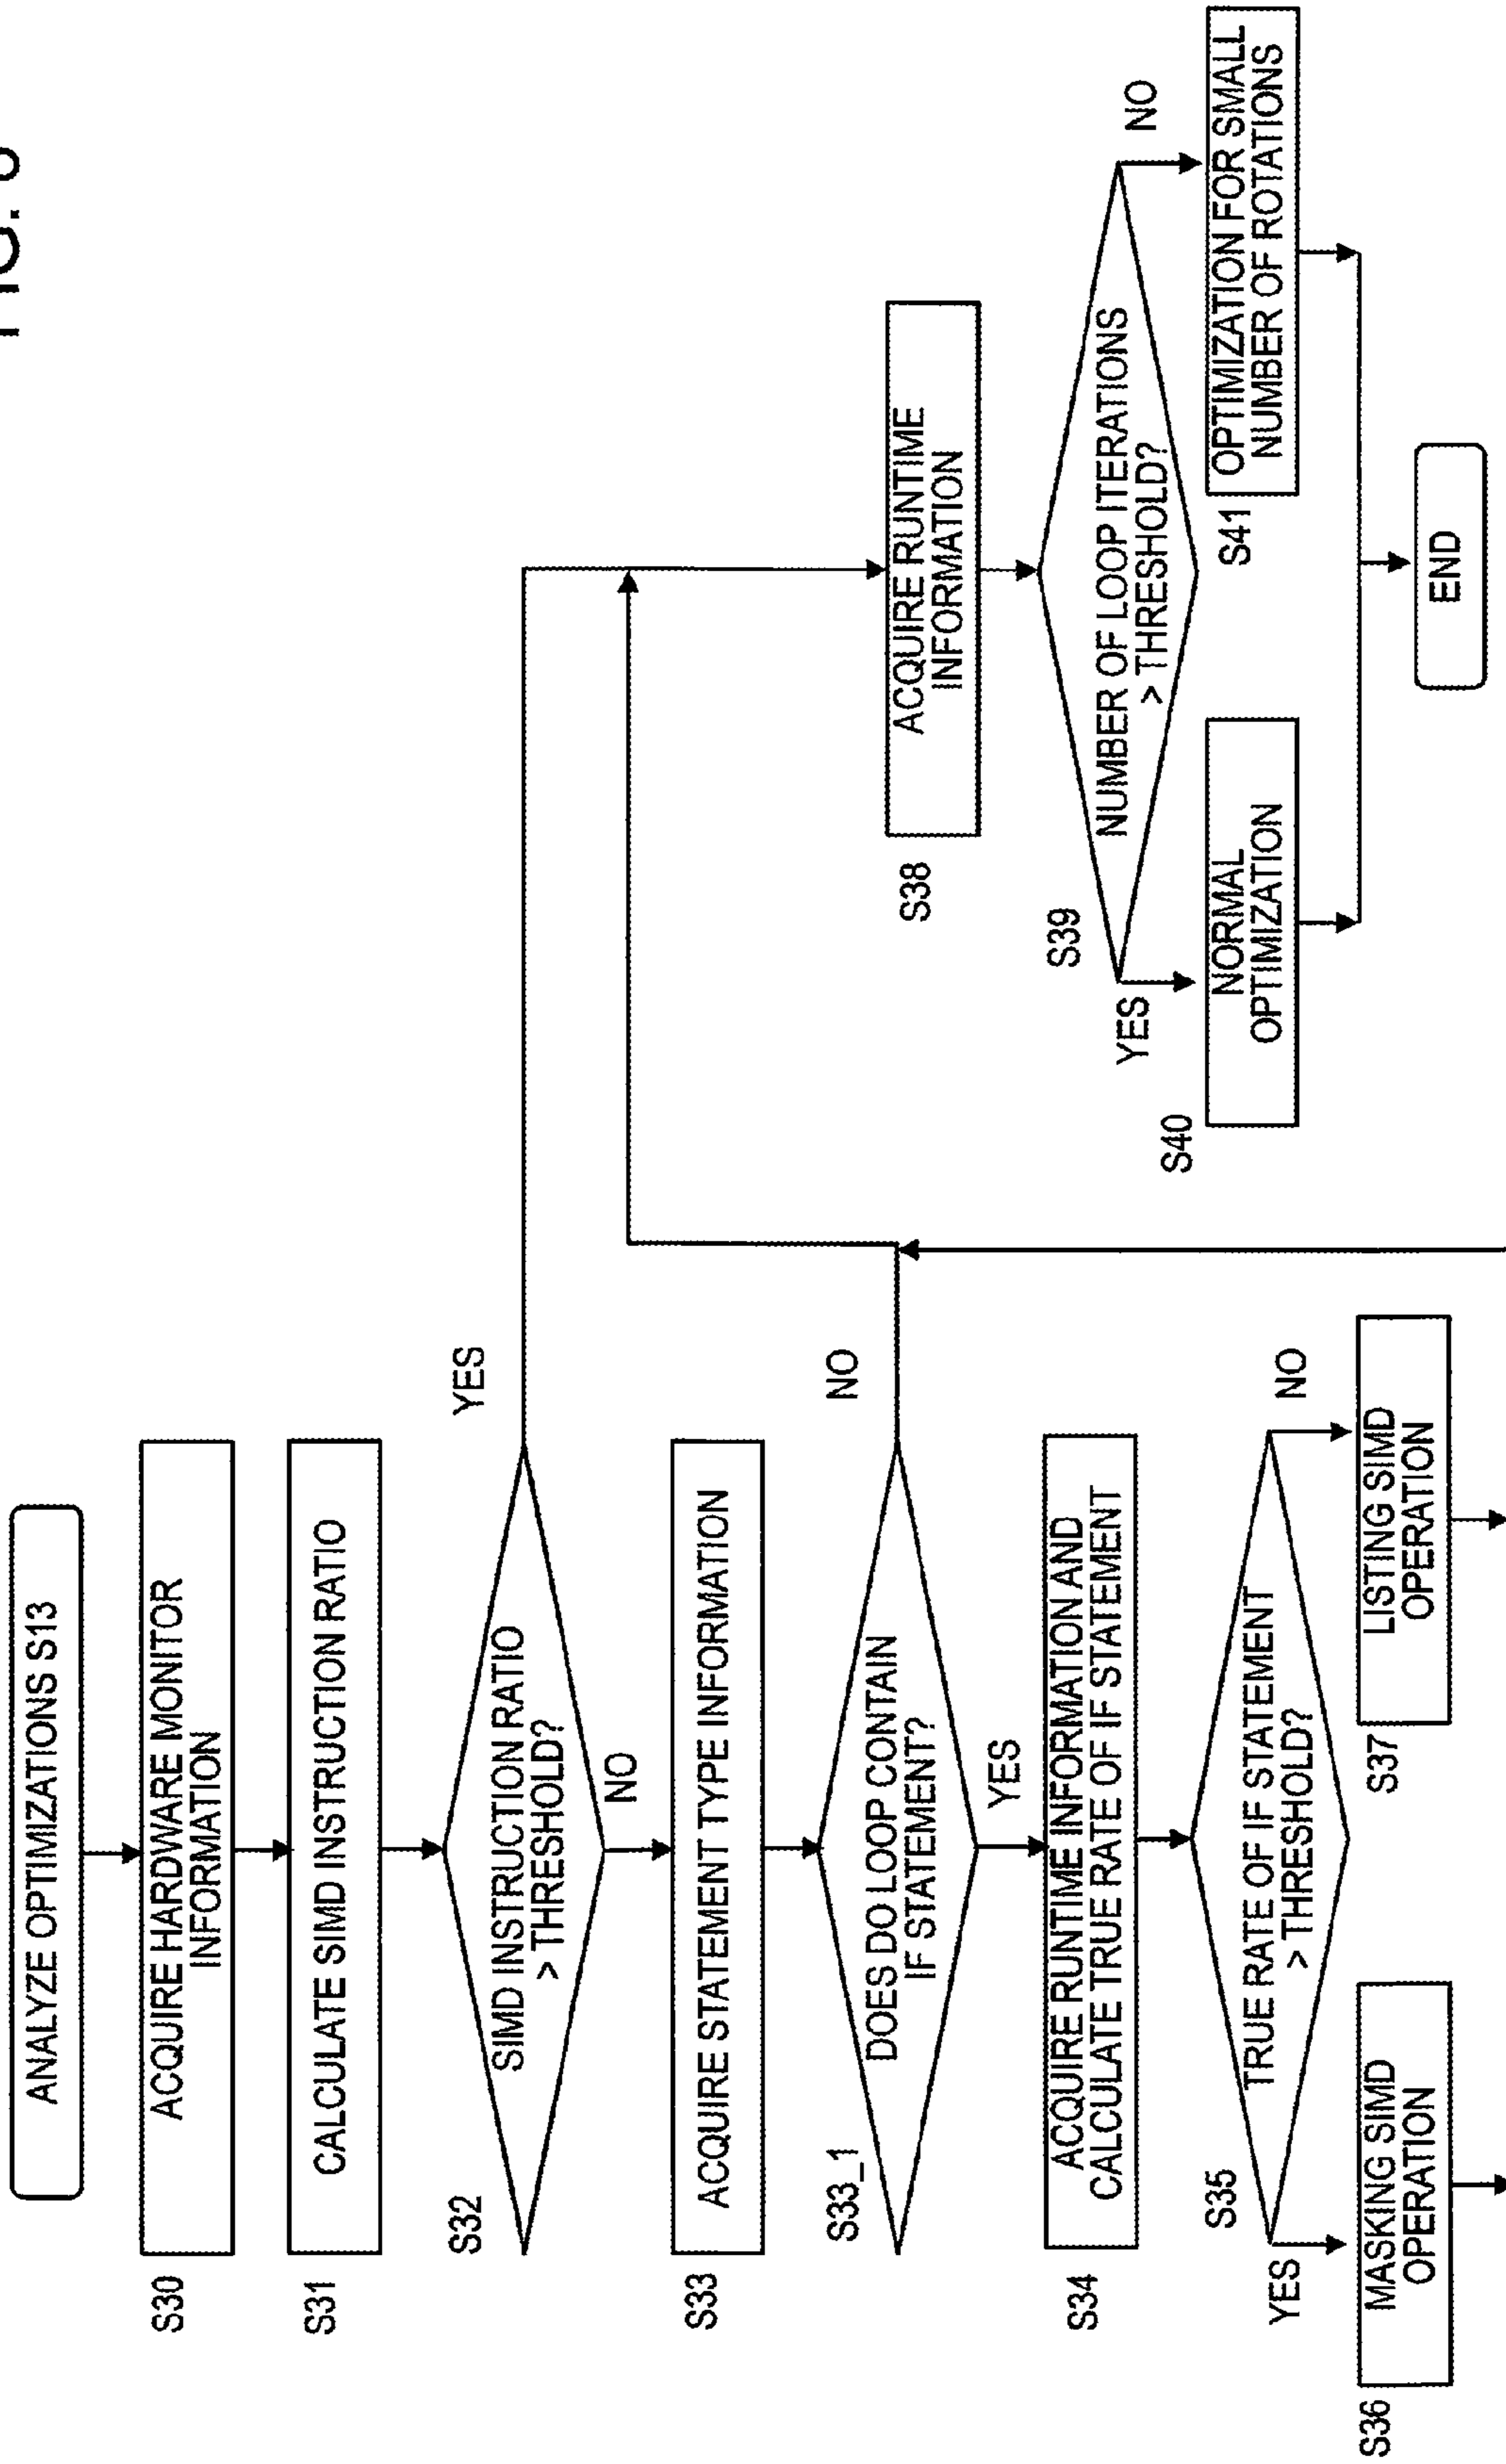 ANALYZE OPTIMIZATIONS S13
S30
ACQUIRE HARDWARE MONITOR
INFORMATION
S31
CALCULATE SIMD INSTRUCTION RATIO
S32
SIMD INSTRUCTION RATIO
> THRESHOLD?
YES
NO
S33
ACQUIRE STATEMENT TYPE INFORMATION
S33_1
DOES DO LOOP CONTAIN
IF STATEMENT?
NO
YES
S34
ACQUIRE RUNTIME INFORMATION AND
CALCULATE TRUE RATE OF IF STATEMENT
S35
TRUE RATE OF IF STATEMENT
> THRESHOLD?
YES
NO
S36
MASKING SIMD
OPERATION
S37
LISTING SIMD
OPERATION
S38
ACQUIRE RUNTIME
INFORMATION
S39
NUMBER OF LOOP ITERATIONS
> THRESHOLD?
YES
NO
S40
NORMAL
OPTIMIZATION
S41
OPTIMIZATION FOR SMALL
NUMBER OF ROTATIONS
END